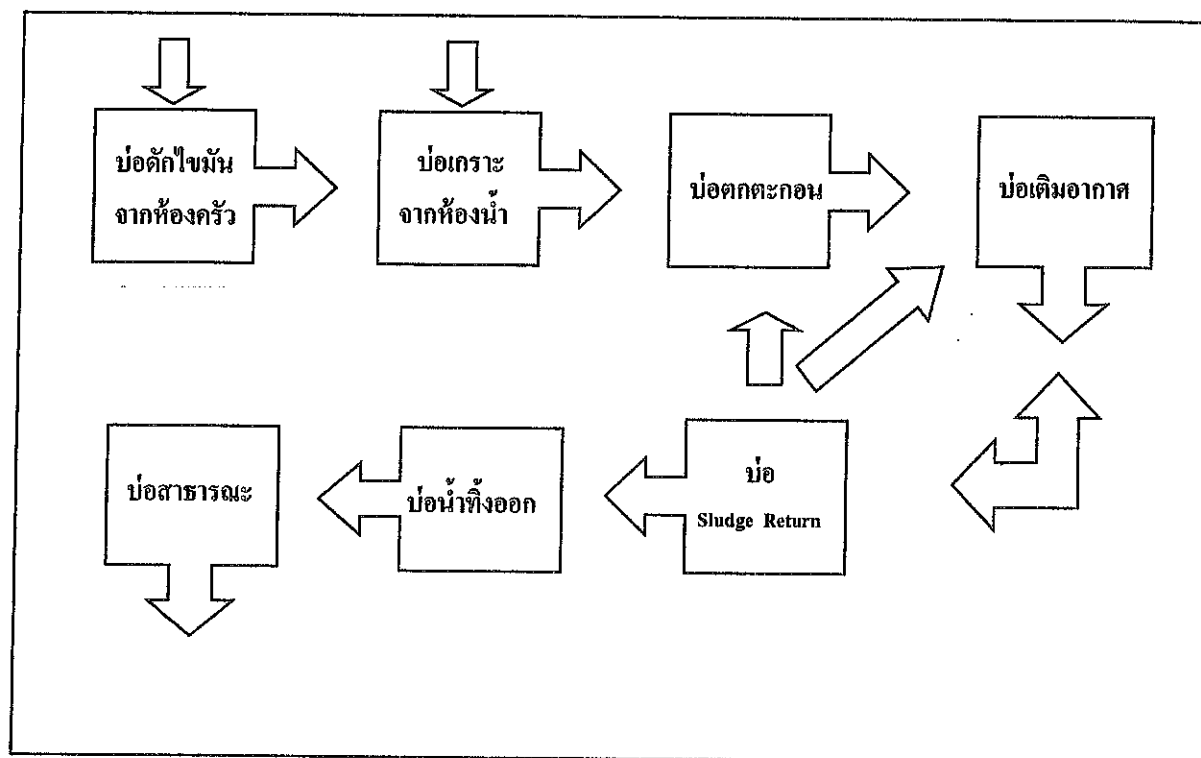 บ่อดักไขมัน
จากห้องครัว
บ่อเกราะ
จากห้องน้ำ
บ่อตกตะกอน
บ่อเติมอากาศ
บ่อสาธารณะ
บ่อน้ำทิ้งออก
บ่อ
Sludge Return